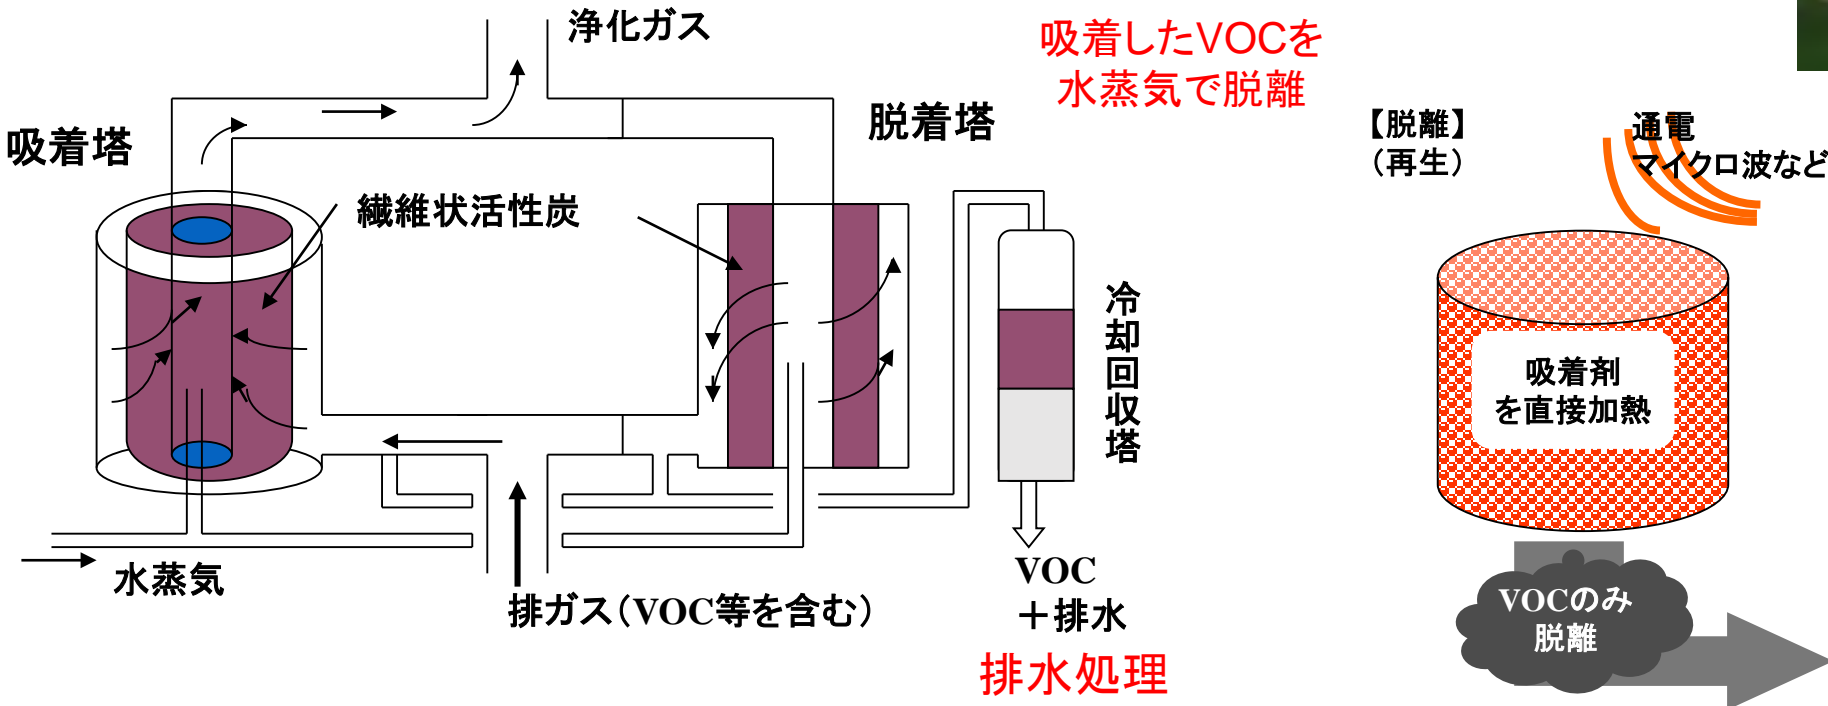 浄化ガス
吸着したVOCを
水蒸気で脱離
吸着塔
脱着塔
繊維状活性炭
冷却回収塔
水蒸気
排ガス（VOC等を含む）
VOC
＋排水
排水処理
【脱離】
（再生）
通電
マイクロ波など
吸着剤
を直接加熱
VOCのみ
脱離